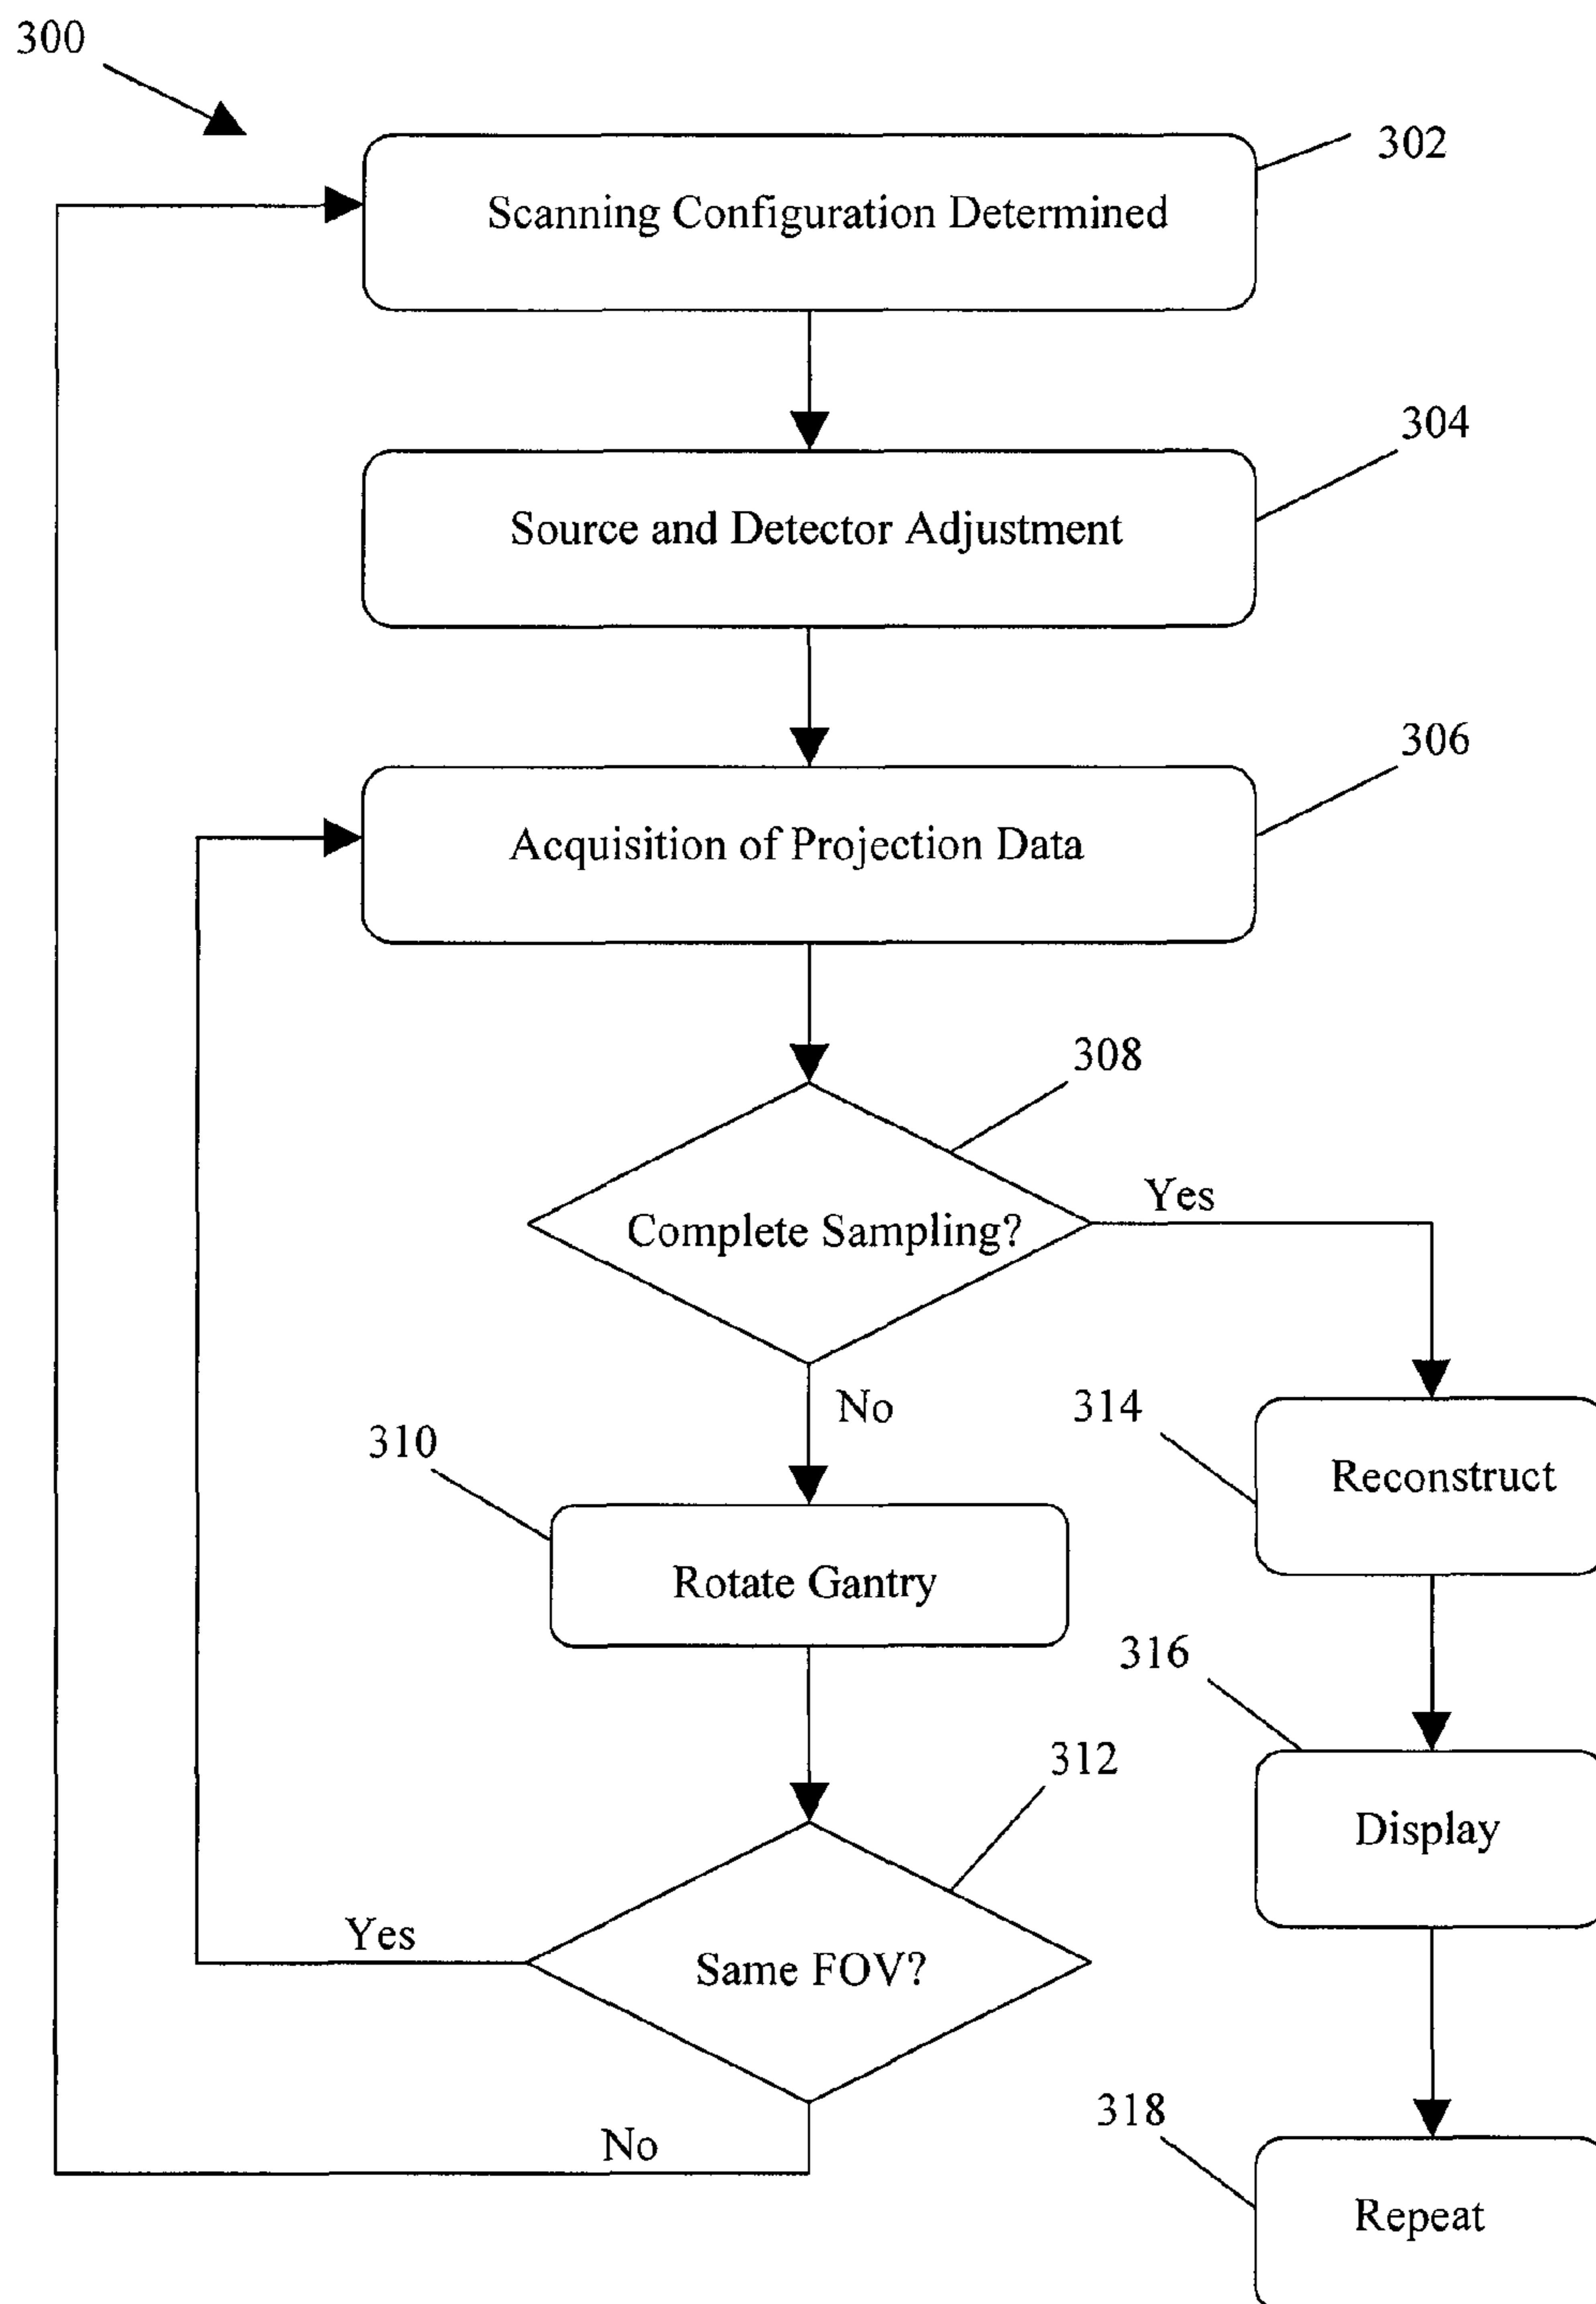 300
302
Scanning Configuration Determined
304
Source and Detector Adjustment
306
Acquisition of Projection Data
308
Yes
Complete Sampling?
No
310
314
Reconstruct
Rotate Gantry
316
312
Display
Yes
Same FOV?
318
No
Repeat